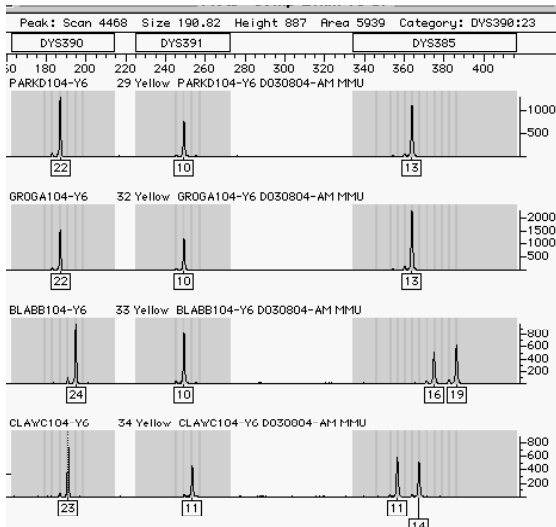 Peak: Scan 4468 Size 190.82 Height 887 Area 5939 Category: DYS390:23
DYS390 DYS391 DYS385
60 180 200 220 240 260 280 300 320 340 360 380 400
PARKD104-Y6 29 Yellow PARKD104-Y6 D030804-AM MMU
1000
500
22 10 13
GROGA104-Y6 32 Yellow GROGA104-Y6 D030804-AM MMU
2000
1500
1000
500
22 10 13
BLABB104-Y6 33 Yellow BLABB104-Y6 D030804-AM MMU
800
600
400
200
24 10 16 19
CLAWC104-Y6 34 Yellow CLAWC104-Y6 D030804-AM MMU
800
600
400
200
23 11 11
14